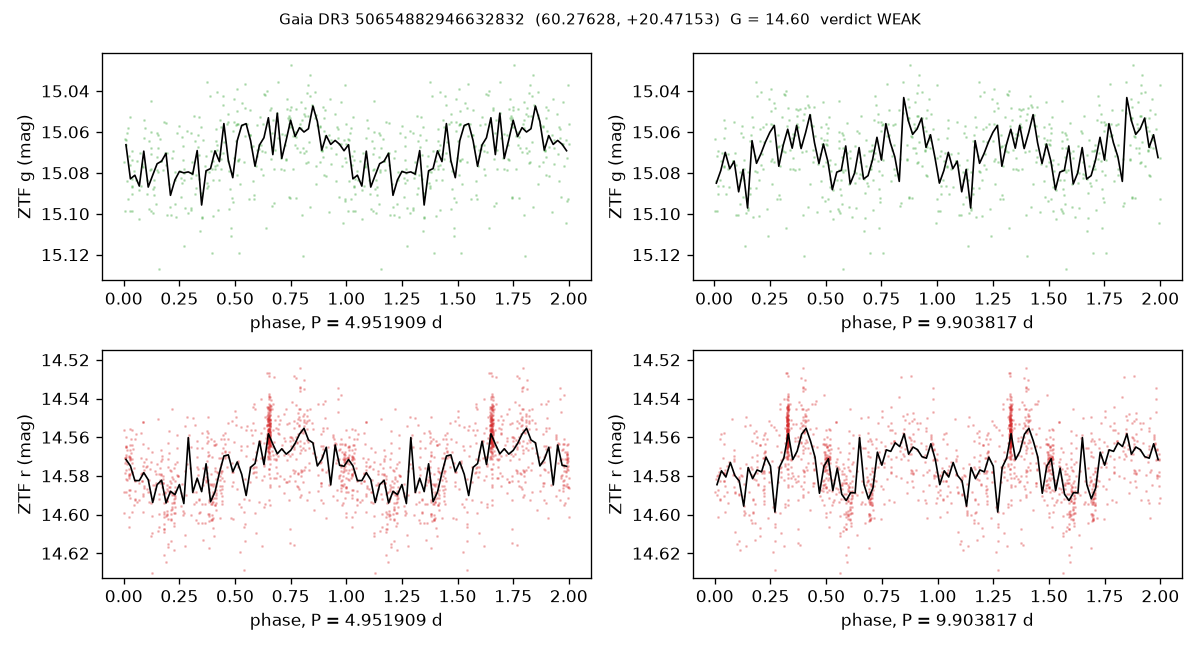 Gaia DR3 50654882946632832  (60.27628, +20.47153)  G = 14.60  verdict WEAK
ZTF g (mag)
15.04
15.06
15.08
15.10
15.12
0.00 0.25 0.50 0.75 1.00 1.25 1.50 1.75 2.00
phase, P = 4.951909 d
ZTF g (mag)
15.04
15.06
15.08
15.10
15.12
0.00 0.25 0.50 0.75 1.00 1.25 1.50 1.75 2.00
phase, P = 9.903817 d
ZTF r (mag)
14.52
14.54
14.56
14.58
14.60
14.62
0.00 0.25 0.50 0.75 1.00 1.25 1.50 1.75 2.00
phase, P = 4.951909 d
ZTF r (mag)
14.52
14.54
14.56
14.58
14.60
14.62
0.00 0.25 0.50 0.75 1.00 1.25 1.50 1.75 2.00
phase, P = 9.903817 d